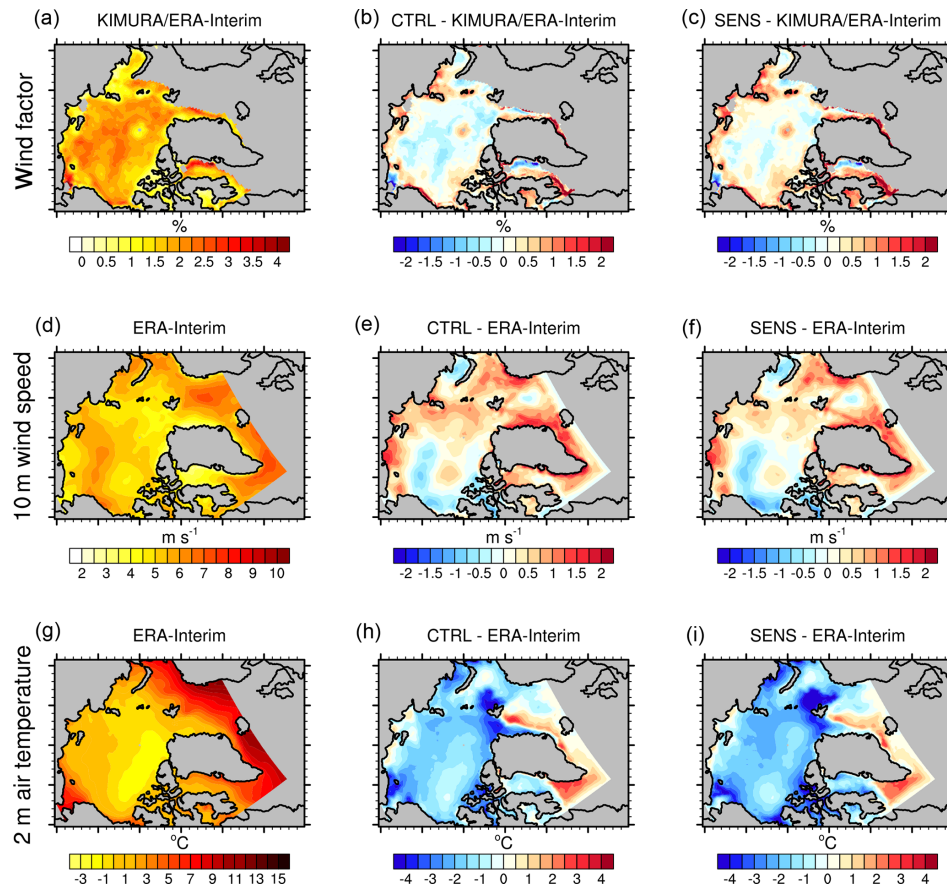 (a) KIMURA/ERA-Interim
(b) CTRL - KIMURA/ERA-Interim
(c) SENS - KIMURA/ERA-Interim
Wind factor
%
0 0.5 1 1.5 2 2.5 3 3.5 4
%
-2 -1.5 -1 -0.5 0 0.5 1 1.5 2
%
-2 -1.5 -1 -0.5 0 0.5 1 1.5 2
(d) ERA-Interim
(e) CTRL - ERA-Interim
(f) SENS - ERA-Interim
10 m wind speed
m s⁻¹
2 3 4 5 6 7 8 9 10
m s⁻¹
-2 -1.5 -1 -0.5 0 0.5 1 1.5 2
m s⁻¹
-2 -1.5 -1 -0.5 0 0.5 1 1.5 2
(g) ERA-Interim
(h) CTRL - ERA-Interim
(i) SENS - ERA-Interim
2 m air temperature
°C
-3 -1 1 3 5 7 9 11 13 15
°C
-4 -3 -2 -1 0 1 2 3 4
°C
-4 -3 -2 -1 0 1 2 3 4